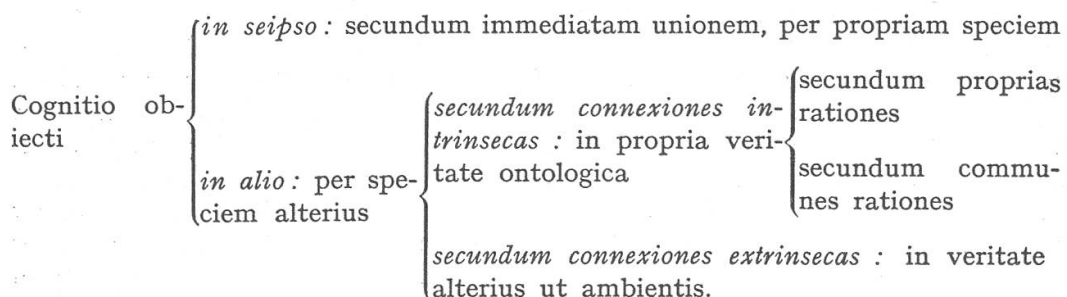 in seipso : secundum immediatam unionem, per propriam speciem
Cognitio ob-
iecti
in alio : per spe-
ciem alterius
secundum connexiones in-
trinsecas : in propria veri-
tate ontologica
secundum proprias
rationes
secundum commu-
nes rationes
secundum connexiones extrinsecas : in veritate
alterius ut ambientis.